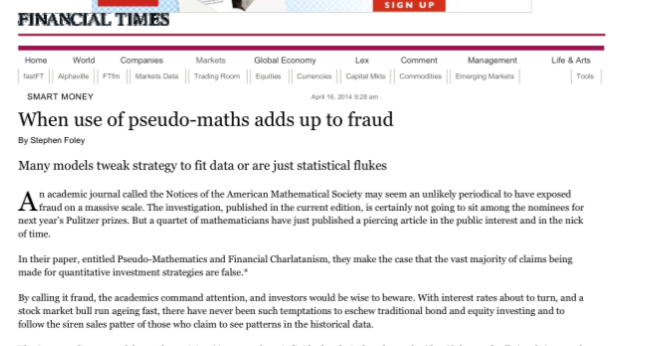 SIGN UP
FINANCIAL TIMES
Home World Companies Markets Global Economy Lex Comment Management Life & Arts
fastFT Alphaville FTfm Markets Data Trading Room Equities Currencies Capital Mkts Commodities Emerging Markets Tools
SMART MONEY April 16, 2014 9:28 am
When use of pseudo-maths adds up to fraud
By Stephen Foley
Many models tweak strategy to fit data or are just statistical flukes
An academic journal called the Notices of the American Mathematical Society may seem an unlikely periodical to have exposed
fraud on a massive scale. The investigation, published in the current edition, is certainly not going to sit among the nominees for
next year's Pulitzer prizes. But a quartet of mathematicians have just published a piercing article in the public interest and in the nick
of time.
In their paper, entitled Pseudo-Mathematics and Financial Charlatanism, they make the case that the vast majority of claims being
made for quantitative investment strategies are false.*
By calling it fraud, the academics command attention, and investors would be wise to beware. With interest rates about to turn, and a
stock market bull run ageing fast, there have never been such temptations to eschew traditional bond and equity investing and to
follow the siren sales patter of those who claim to see patterns in the historical data.